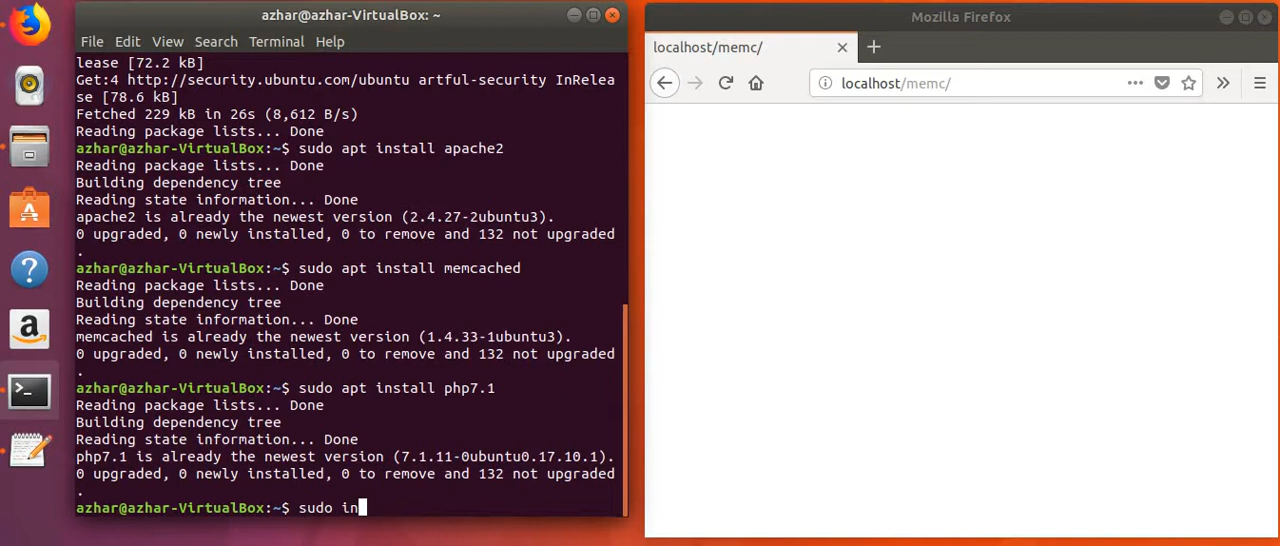 azhar@azhar-VirtualBox: ~
File Edit View Search Terminal Help
lease [72.2 kB]
Get:4 http://security.ubuntu.com/ubuntu artful-security InRelea
se [78.6 kB]
Fetched 229 kB in 26s (8,612 B/s)
Reading package lists... Done
azhar@azhar-VirtualBox:~$ sudo apt install apache2
Reading package lists... Done
Building dependency tree
Reading state information... Done
apache2 is already the newest version (2.4.27-2ubuntu3).
0 upgraded, 0 newly installed, 0 to remove and 132 not upgraded
.
azhar@azhar-VirtualBox:~$ sudo apt install memcached
Reading package lists... Done
Building dependency tree
Reading state information... Done
memcached is already the newest version (1.4.33-1ubuntu3).
0 upgraded, 0 newly installed, 0 to remove and 132 not upgraded
.
azhar@azhar-VirtualBox:~$ sudo apt install php7.1
Reading package lists... Done
Building dependency tree
Reading state information... Done
php7.1 is already the newest version (7.1.11-0ubuntu0.17.10.1).
0 upgraded, 0 newly installed, 0 to remove and 132 not upgraded
.
azhar@azhar-VirtualBox:~$ sudo in
Mozilla Firefox
localhost/memc/
localhost/memc/